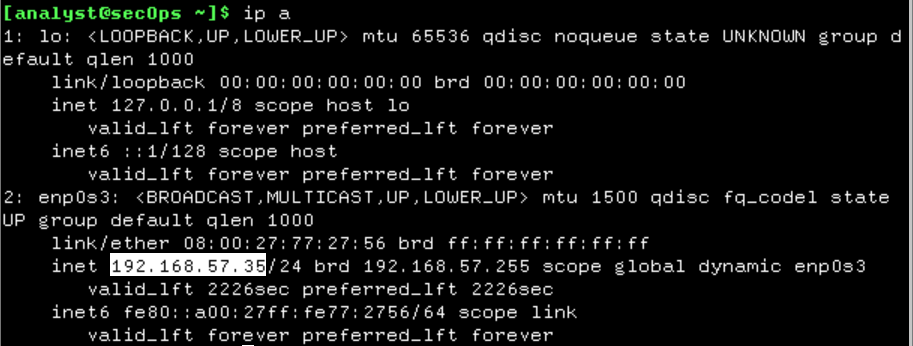 [analyst@secOps ~]$ ip a
1: lo: <LOOPBACK,UP,LOWER_UP> mtu 65536 qdisc noqueue state UNKNOWN group d
efault qlen 1000
    link/loopback 00:00:00:00:00:00 brd 00:00:00:00:00:00
    inet 127.0.0.1/8 scope host lo
       valid_lft forever preferred_lft forever
    inet6 ::1/128 scope host
       valid_lft forever preferred_lft forever
2: enp0s3: <BROADCAST,MULTICAST,UP,LOWER_UP> mtu 1500 qdisc fq_codel state
UP group default qlen 1000
    link/ether 08:00:27:77:27:56 brd ff:ff:ff:ff:ff:ff
    inet 192.168.57.35/24 brd 192.168.57.255 scope global dynamic enp0s3
       valid_lft 2226sec preferred_lft 2226sec
    inet6 fe80::a00:27ff:fe77:2756/64 scope link
       valid_lft forever preferred_lft forever